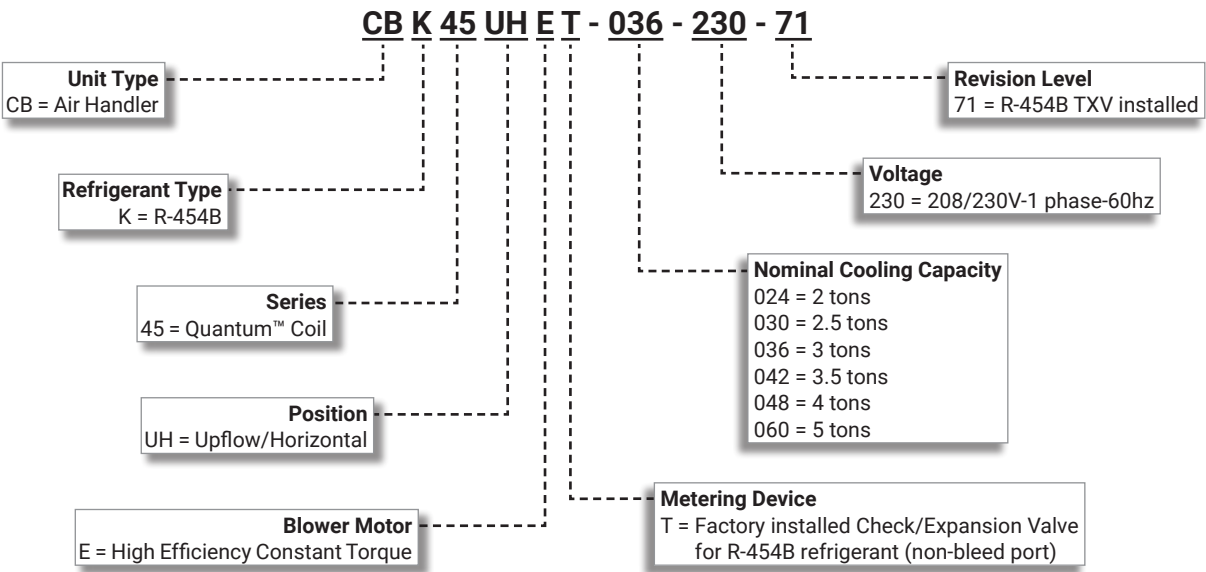 CB K 45 UH E T - 036 - 230 - 71
Unit Type
CB = Air Handler
Refrigerant Type
K = R-454B
Series
45 = Quantum™ Coil
Position
UH = Upflow/Horizontal
Blower Motor
E = High Efficiency Constant Torque
Revision Level
71 = R-454B TXV installed
Voltage
230 = 208/230V-1 phase-60hz
Nominal Cooling Capacity
024 = 2 tons
030 = 2.5 tons
036 = 3 tons
042 = 3.5 tons
048 = 4 tons
060 = 5 tons
Metering Device
T = Factory installed Check/Expansion Valve
for R-454B refrigerant (non-bleed port)